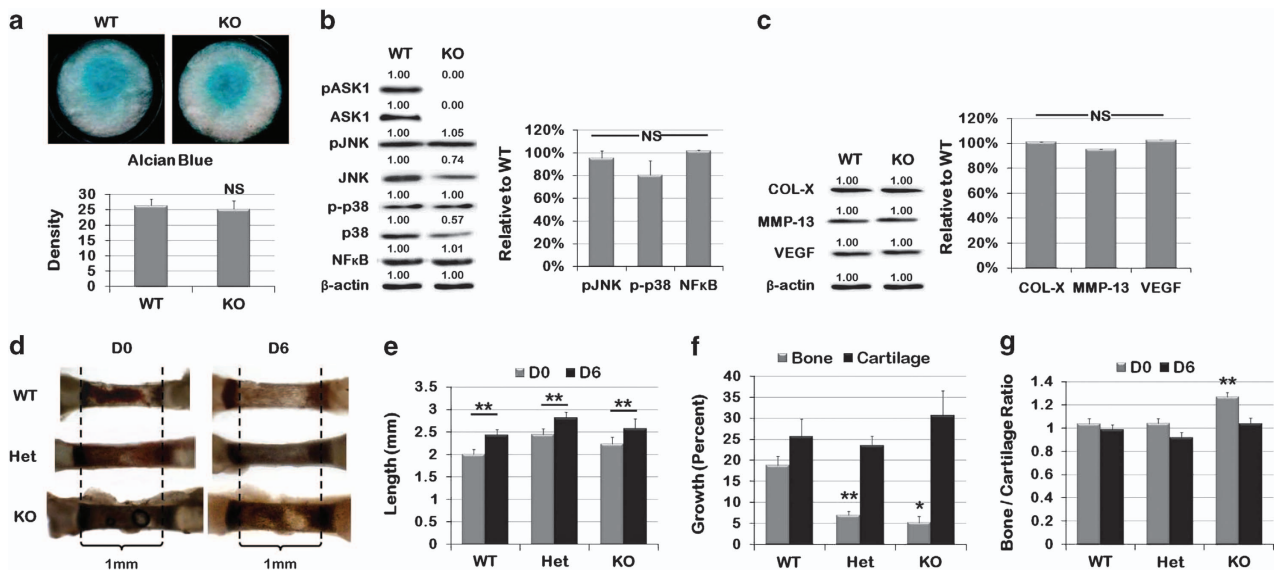 a
WT KO
Alcian Blue
Density
30
25
20
15
10
5
0
NS
WT KO
b
WT KO
pASK1 1.00 0.00
ASK1 1.00 0.00
pJNK 1.00 1.05
JNK 1.00 0.74
p-p38 1.00 1.00
p38 1.00 0.57
NFκB 1.00 1.01
β-actin 1.00 1.00
Relative to WT
120%
100%
80%
60%
40%
20%
0%
NS
pJNK p-p38 NFκB
c
WT KO
COL-X 1.00 1.00
MMP-13 1.00 1.00
VEGF 1.00 1.00
β-actin 1.00 1.00
Relative to WT
120%
100%
80%
60%
40%
20%
0%
NS
COL-X MMP-13 VEGF
d
D0 D6
WT
Het
KO
1mm 1mm
e
D0 D6
Length (mm)
3.5
3
2.5
2
1.5
1
0.5
0
** ** **
WT Het KO
f
Bone Cartilage
Growth (Percent)
40
35
30
25
20
15
10
5
0
** *
WT Het KO
g
D0 D6
Bone / Cartilage Ratio
1.4
1.2
1
0.8
0.6
0.4
0.2
0
**
WT Het KO